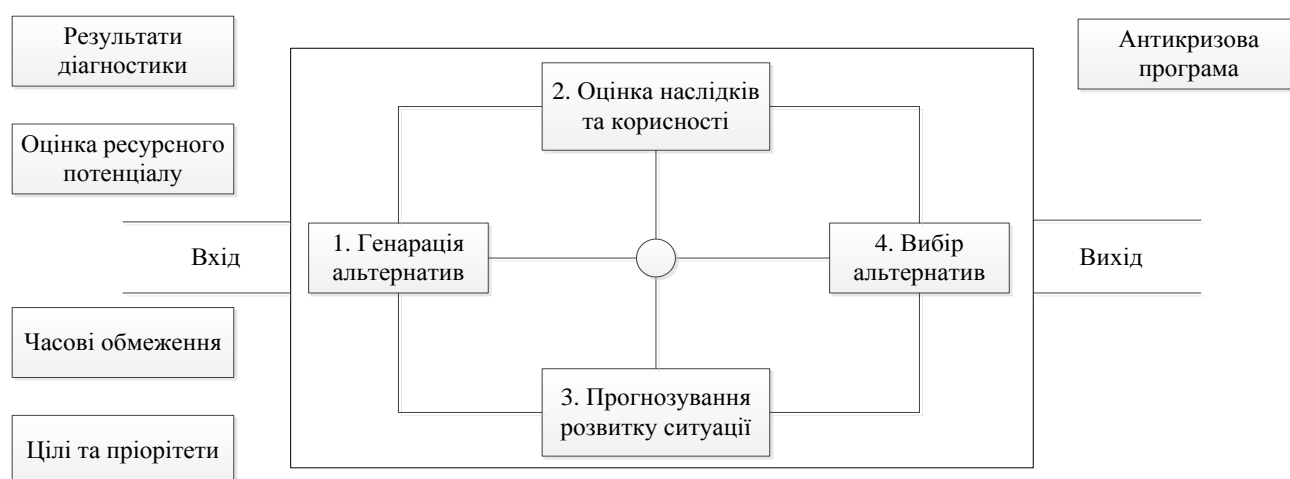 Результати
діагностики
Оцінка ресурсного
потенціалу
Вхід
Часові обмеження
Цілі та пріорітети
2. Оцінка наслідків
та корисності
1. Генарація
альтернатив
4. Вибір
альтернатив
3. Прогнозування
розвитку ситуації
Антикризова
програма
Вихід